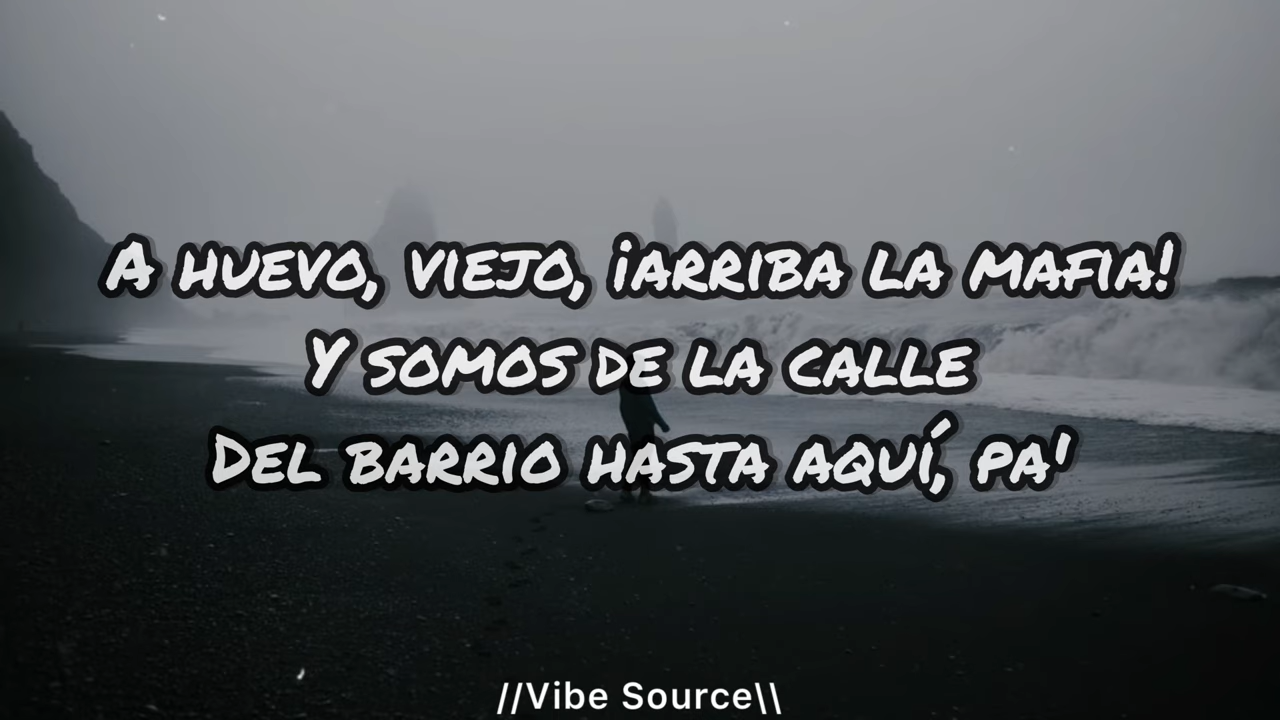 A huevo, viejo, ¡arriba la mafia!
Y somos de la calle
Del barrio hasta aquí, pa'
//Vibe Source\\